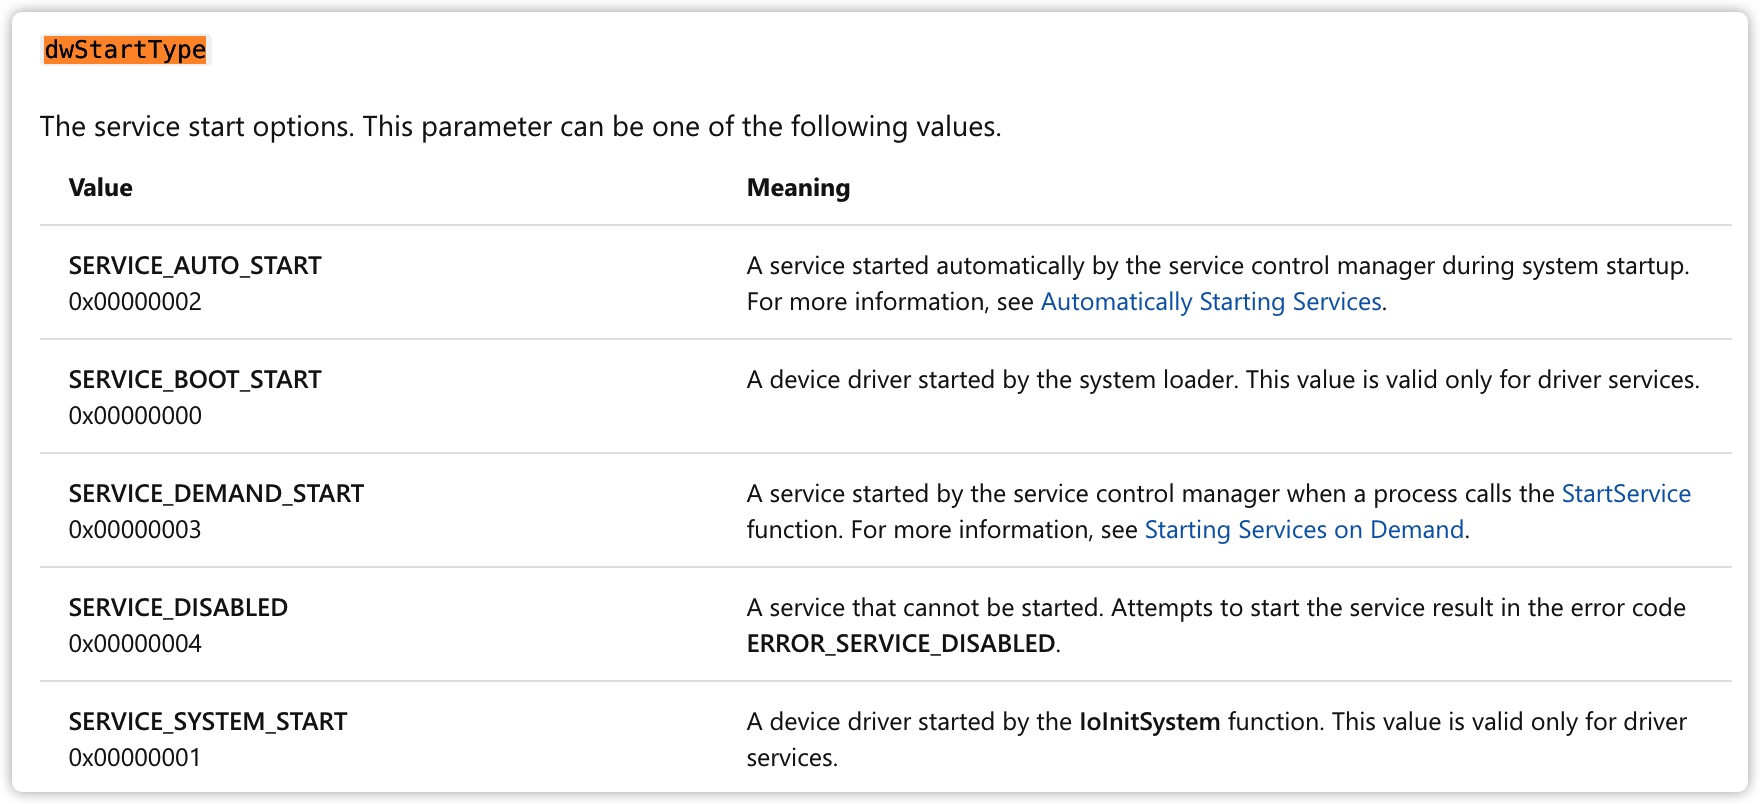 dwStartType
The service start options. This parameter can be one of the following values.
Value Meaning
SERVICE_AUTO_START
0x00000002
A service started automatically by the service control manager during system startup.
For more information, see Automatically Starting Services.
SERVICE_BOOT_START
0x00000000
A device driver started by the system loader. This value is valid only for driver services.
SERVICE_DEMAND_START
0x00000003
A service started by the service control manager when a process calls the StartService
function. For more information, see Starting Services on Demand.
SERVICE_DISABLED
0x00000004
A service that cannot be started. Attempts to start the service result in the error code
ERROR_SERVICE_DISABLED.
SERVICE_SYSTEM_START
0x00000001
A device driver started by the IoInitSystem function. This value is valid only for driver
services.